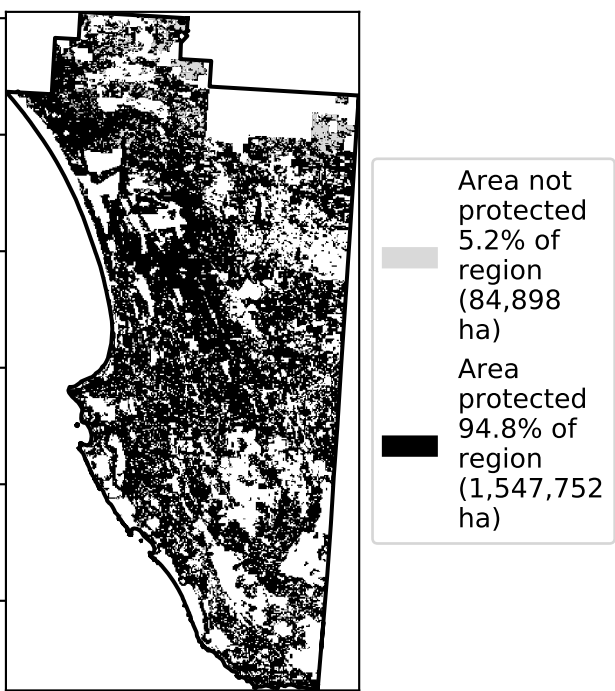 Area not
protected
5.2% of
region
(84,898
ha)
Area
protected
94.8% of
region
(1,547,752
ha)